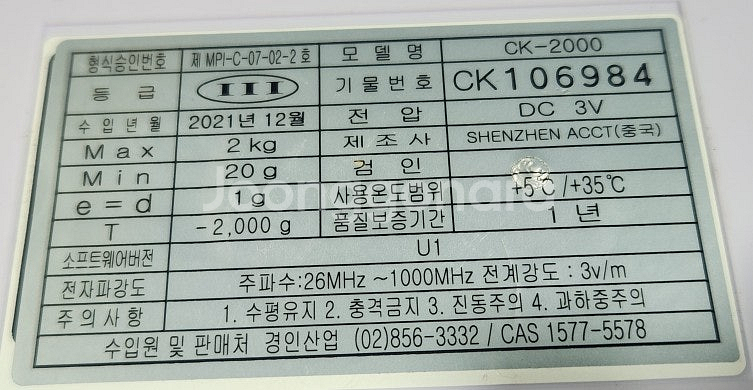 형식승인번호 제 MPI-C-07-02-2 호 모 델 명 CK-2000
등 급 III 기 물 번 호 CK106984
수 입 년 월 2021년 12월 전 압 DC 3V
Max 2 kg 제 조 사 SHENZHEN ACCT(중국)
Min 20 g 검 인
e = d 1 g 사용온도범위 +5℃/+35℃
T - 2,000 g 품질보증기간 1 년
소프트웨어버전 U1
전자파강도 주파수:26MHz ~1000MHz 전계강도 : 3v/m
주 의 사 항 1. 수평유지 2. 충격금지 3. 진동주의 4. 과하중주의
수입원 및 판매처 경인산업 (02)856-3332 / CAS 1577-5578
Joongonara